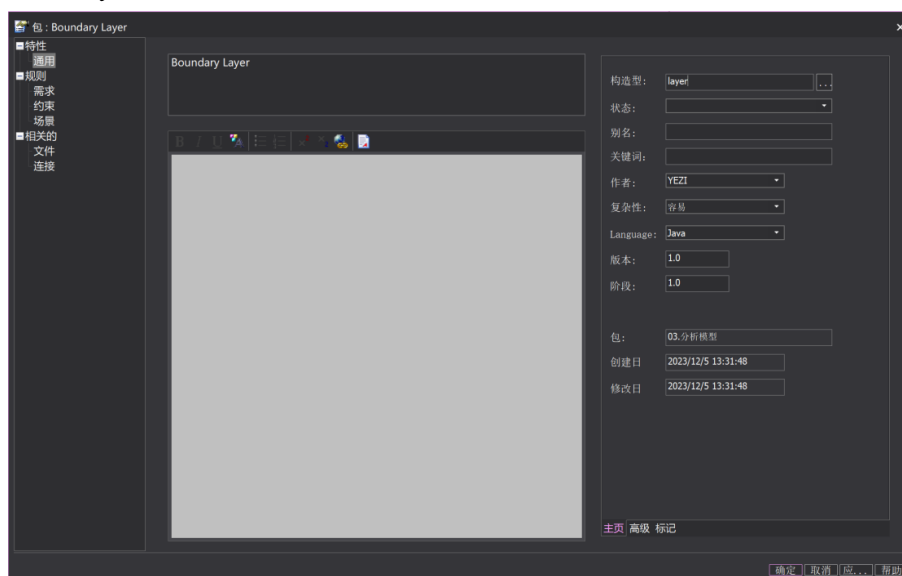 包 : Boundary Layer
特性
通用
规则
需求
约束
场景
相关的
文件
连接
Boundary Layer
B I U
构造型: layer ...
状态:
别名:
关键词:
作者: YEZI
复杂性: 容易
Language: Java
版本: 1.0
阶段: 1.0
包: 03.分析模型
创建日 2023/12/5 13:31:48
修改日 2023/12/5 13:31:48
主页 高级 标记
确定 取消 应... 帮助